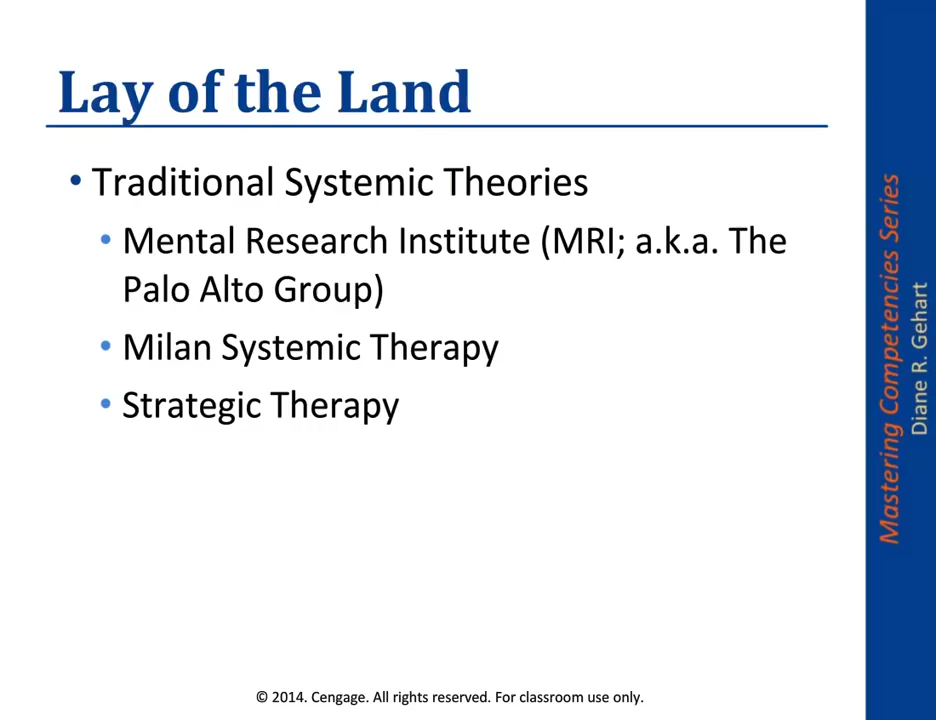 Lay of the Land
• Traditional Systemic Theories
• Mental Research Institute (MRI; a.k.a. The
Palo Alto Group)
• Milan Systemic Therapy
• Strategic Therapy
Mastering Competencies Series
Diane R. Gehart
© 2014. Cengage. All rights reserved. For classroom use only.